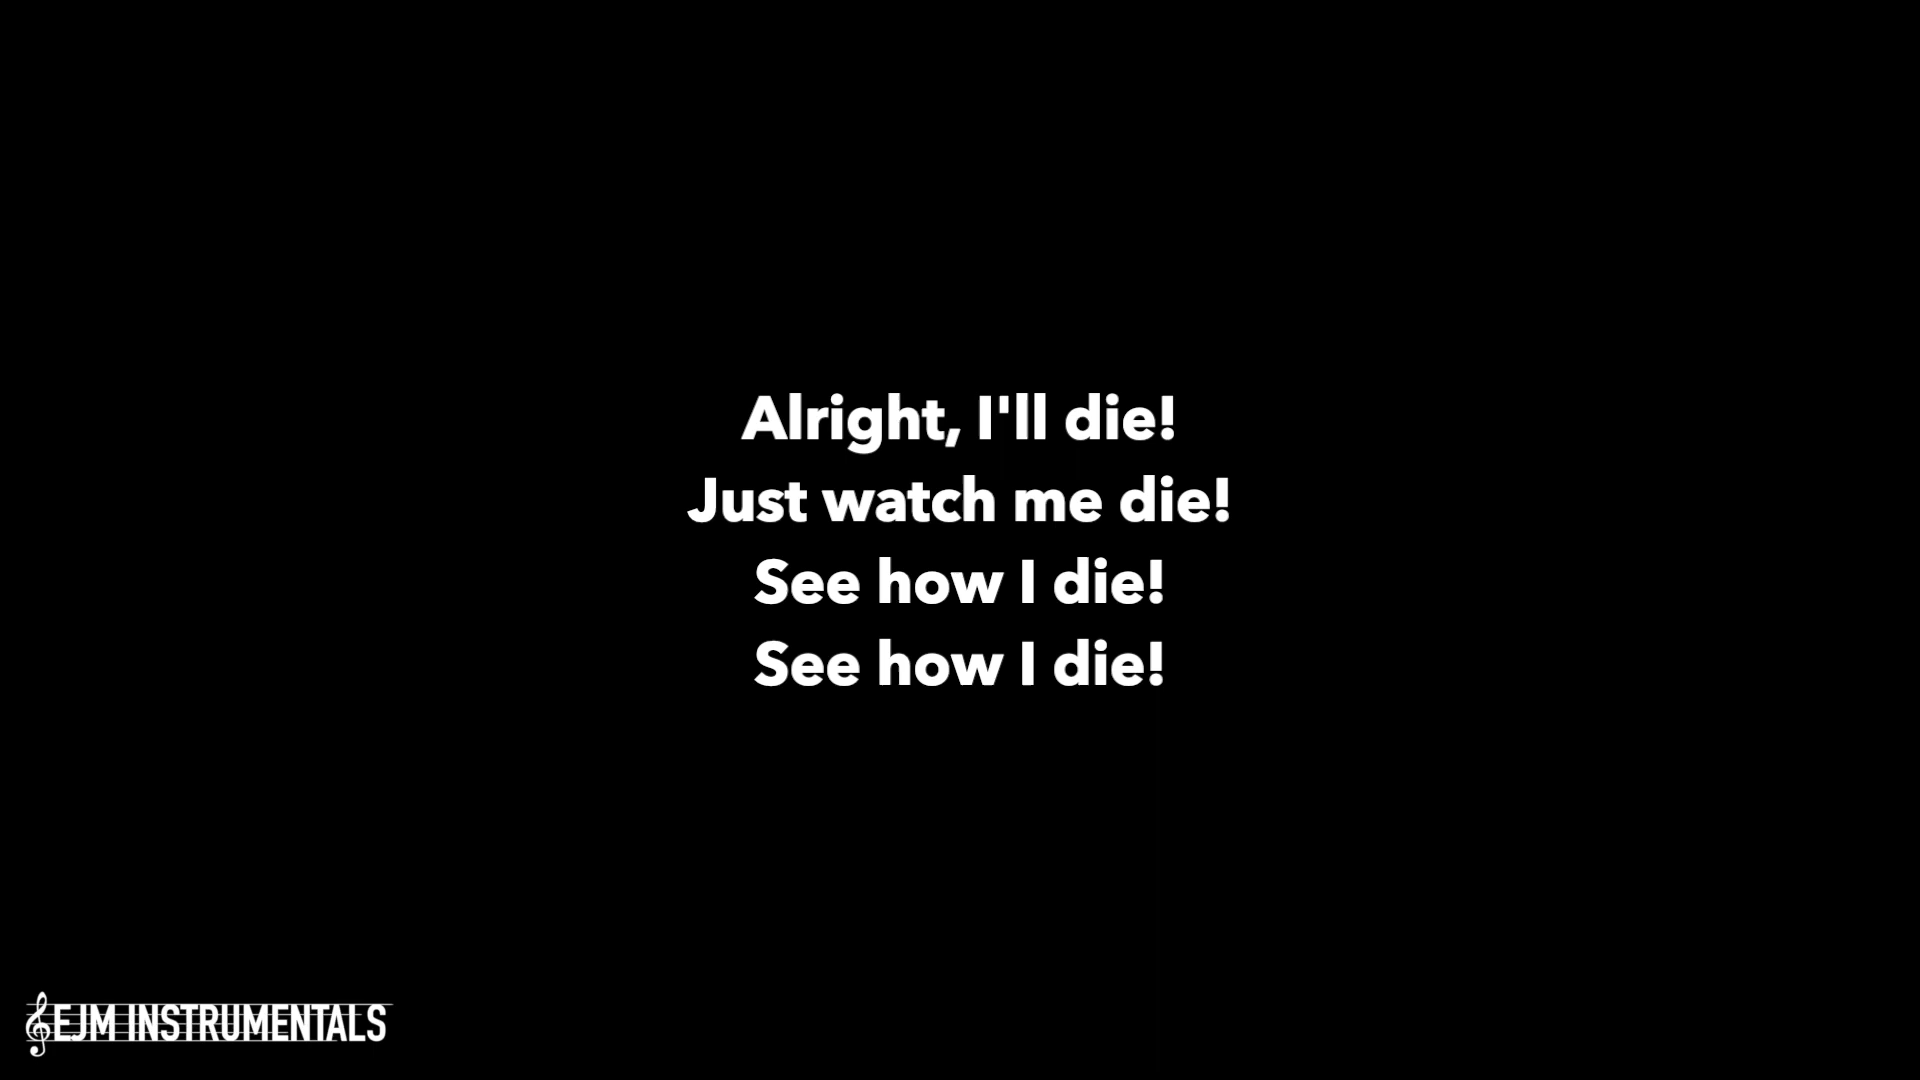 Alright, I'll die!
Just watch me die!
See how I die!
See how I die!
EJM INSTRUMENTALS